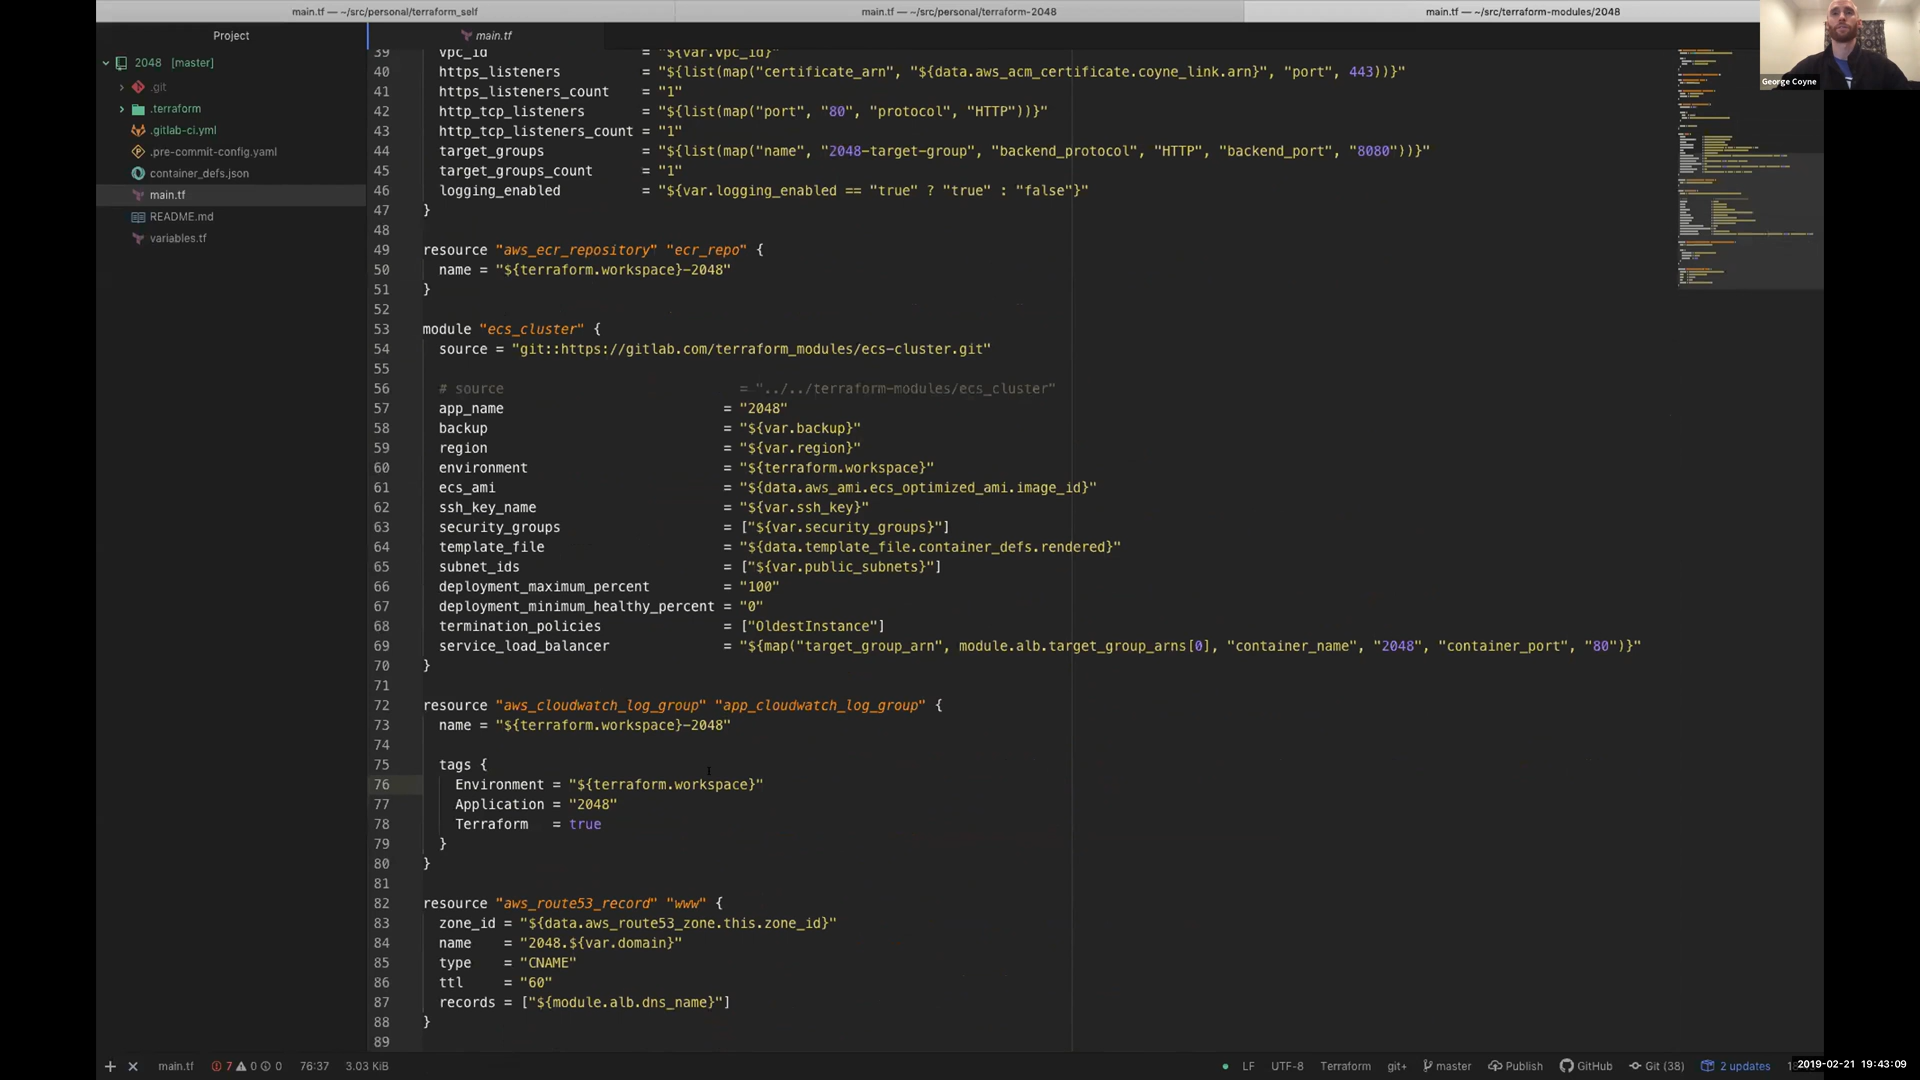 main.tf — ~/src/personal/terraform_self
main.tf — ~/src/personal/terraform-2048
main.tf — ~/src/terraform-modules/2048
Project
main.tf
2048 [master]
.git
.terraform
.gitlab-ci.yml
.pre-commit-config.yaml
container_defs.json
main.tf
README.md
variables.tf
39 vpc_id = "${var.vpc_id}"
40 https_listeners = "${list(map("certificate_arn", "${data.aws_acm_certificate.coyne_link.arn}", "port", 443))}"
41 https_listeners_count = "1"
42 http_tcp_listeners = "${list(map("port", "80", "protocol", "HTTP"))}"
43 http_tcp_listeners_count = "1"
44 target_groups = "${list(map("name", "2048-target-group", "backend_protocol", "HTTP", "backend_port", "8080"))}"
45 target_groups_count = "1"
46 logging_enabled = "${var.logging_enabled == "true" ? "true" : "false"}"
47 }
48
49 resource "aws_ecr_repository" "ecr_repo" {
50 name = "${terraform.workspace}-2048"
51 }
52
53 module "ecs_cluster" {
54 source = "git::https://gitlab.com/terraform_modules/ecs-cluster.git"
55
56 # source = "../../terraform-modules/ecs_cluster"
57 app_name = "2048"
58 backup = "${var.backup}"
59 region = "${var.region}"
60 environment = "${terraform.workspace}"
61 ecs_ami = "${data.aws_ami.ecs_optimized_ami.image_id}"
62 ssh_key_name = "${var.ssh_key}"
63 security_groups = ["${var.security_groups}"]
64 template_file = "${data.template_file.container_defs.rendered}"
65 subnet_ids = ["${var.public_subnets}"]
66 deployment_maximum_percent = "100"
67 deployment_minimum_healthy_percent = "0"
68 termination_policies = ["OldestInstance"]
69 service_load_balancer = "${map("target_group_arn", module.alb.target_group_arns[0], "container_name", "2048", "container_port", "80")}"
70 }
71
72 resource "aws_cloudwatch_log_group" "app_cloudwatch_log_group" {
73 name = "${terraform.workspace}-2048"
74
75 tags {
76 Environment = "${terraform.workspace}"
77 Application = "2048"
78 Terraform = true
79 }
80 }
81
82 resource "aws_route53_record" "www" {
83 zone_id = "${data.aws_route53_zone.this.zone_id}"
84 name = "2048.${var.domain}"
85 type = "CNAME"
86 ttl = "60"
87 records = ["${module.alb.dns_name}"]
88 }
89
George Coyne
main.tf 7 0 0 76:37 3.03 KiB
LF UTF-8 Terraform git+ master Publish GitHub Git (38) 2 updates
2019-02-21 19:43:09